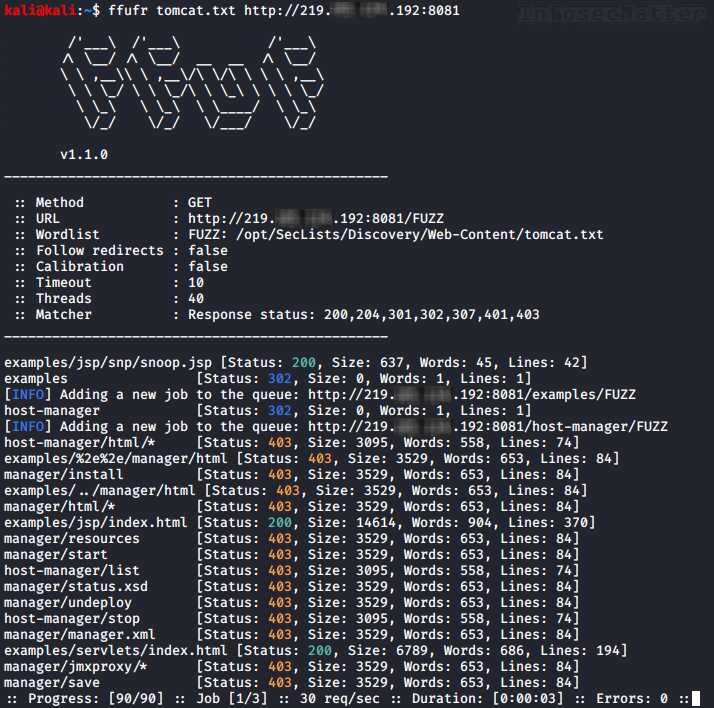 kali@kali:~$ ffufr tomcat.txt http://219. .192:8081
InfosecMatter
v1.1.0
:: Method : GET
:: URL : http://219. .192:8081/FUZZ
:: Wordlist : FUZZ: /opt/SecLists/Discovery/Web-Content/tomcat.txt
:: Follow redirects : false
:: Calibration : false
:: Timeout : 10
:: Threads : 40
:: Matcher : Response status: 200,204,301,302,307,401,403
examples/jsp/snp/snoop.jsp [Status: 200, Size: 637, Words: 45, Lines: 42]
examples [Status: 302, Size: 0, Words: 1, Lines: 1]
[INFO] Adding a new job to the queue: http://219. .192:8081/examples/FUZZ
host-manager [Status: 302, Size: 0, Words: 1, Lines: 1]
[INFO] Adding a new job to the queue: http://219. .192:8081/host-manager/FUZZ
host-manager/html/* [Status: 403, Size: 3095, Words: 558, Lines: 74]
examples/%2e%2e/manager/html [Status: 403, Size: 3529, Words: 653, Lines: 84]
manager/install [Status: 403, Size: 3529, Words: 653, Lines: 84]
examples/../manager/html [Status: 403, Size: 3529, Words: 653, Lines: 84]
manager/html/* [Status: 403, Size: 3529, Words: 653, Lines: 84]
examples/jsp/index.html [Status: 200, Size: 14614, Words: 904, Lines: 370]
manager/resources [Status: 403, Size: 3529, Words: 653, Lines: 84]
manager/start [Status: 403, Size: 3529, Words: 653, Lines: 84]
host-manager/list [Status: 403, Size: 3095, Words: 558, Lines: 74]
manager/status.xsd [Status: 403, Size: 3529, Words: 653, Lines: 84]
manager/undeploy [Status: 403, Size: 3529, Words: 653, Lines: 84]
host-manager/stop [Status: 403, Size: 3095, Words: 558, Lines: 74]
manager/manager.xml [Status: 403, Size: 3529, Words: 653, Lines: 84]
examples/servlets/index.html [Status: 200, Size: 6789, Words: 686, Lines: 194]
manager/jmxproxy/* [Status: 403, Size: 3529, Words: 653, Lines: 84]
manager/save [Status: 403, Size: 3529, Words: 653, Lines: 84]
:: Progress: [90/90] :: Job [1/3] :: 30 req/sec :: Duration: [0:00:03] :: Errors: 0 ::